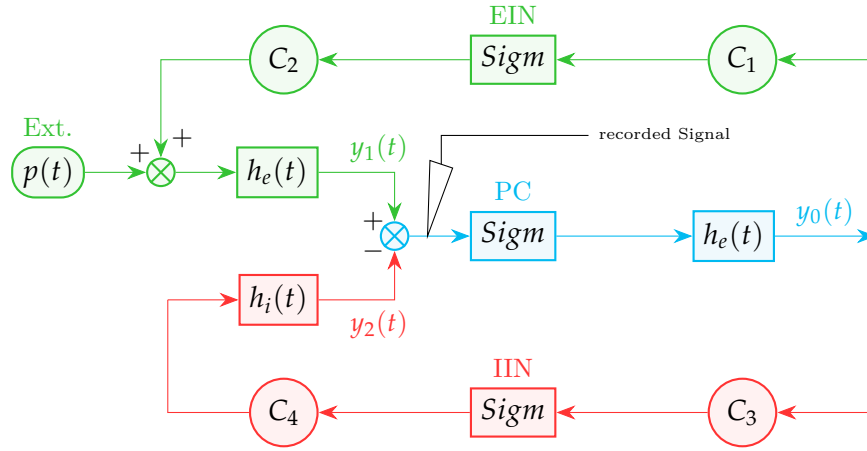 EIN
C₂
Sigm
C₁
Ext.
+
+
p(t)
hₑ(t)
y₁(t)
recorded Signal
PC
+
−
Sigm
hₑ(t)
y₀(t)
hᵢ(t)
y₂(t)
IIN
C₄
Sigm
C₃